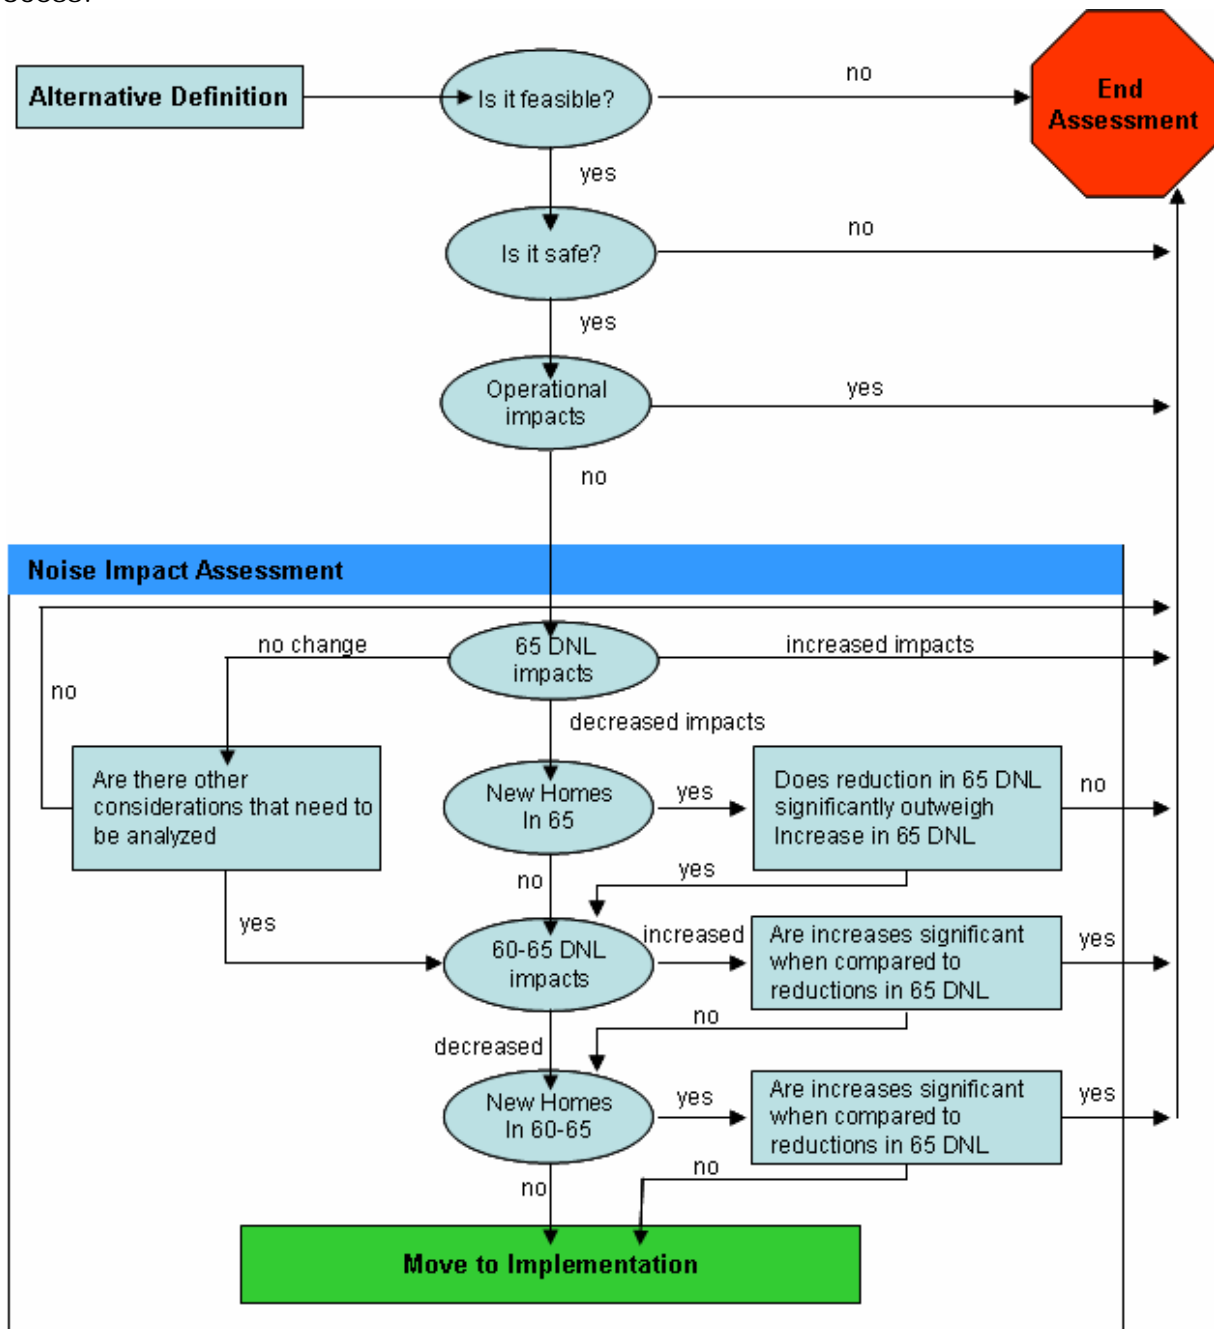 Alternative Definition
Is it feasible?
no
End
Assessment
yes
Is it safe?
no
yes
Operational
impacts
yes
no
Noise Impact Assessment
no change
65 DNL
impacts
increased impacts
no
decreased impacts
Are there other
considerations that need to
be analyzed
New Homes
In 65
yes
Does reduction in 65 DNL
significantly outweigh
Increase in 65 DNL
no
yes
no
yes
60-65 DNL
impacts
increased
Are increases significant
when compared to
reductions in 65 DNL
yes
no
decreased
New Homes
In 60-65
yes
Are increases significant
when compared to
reductions in 65 DNL
yes
no
no
Move to Implementation